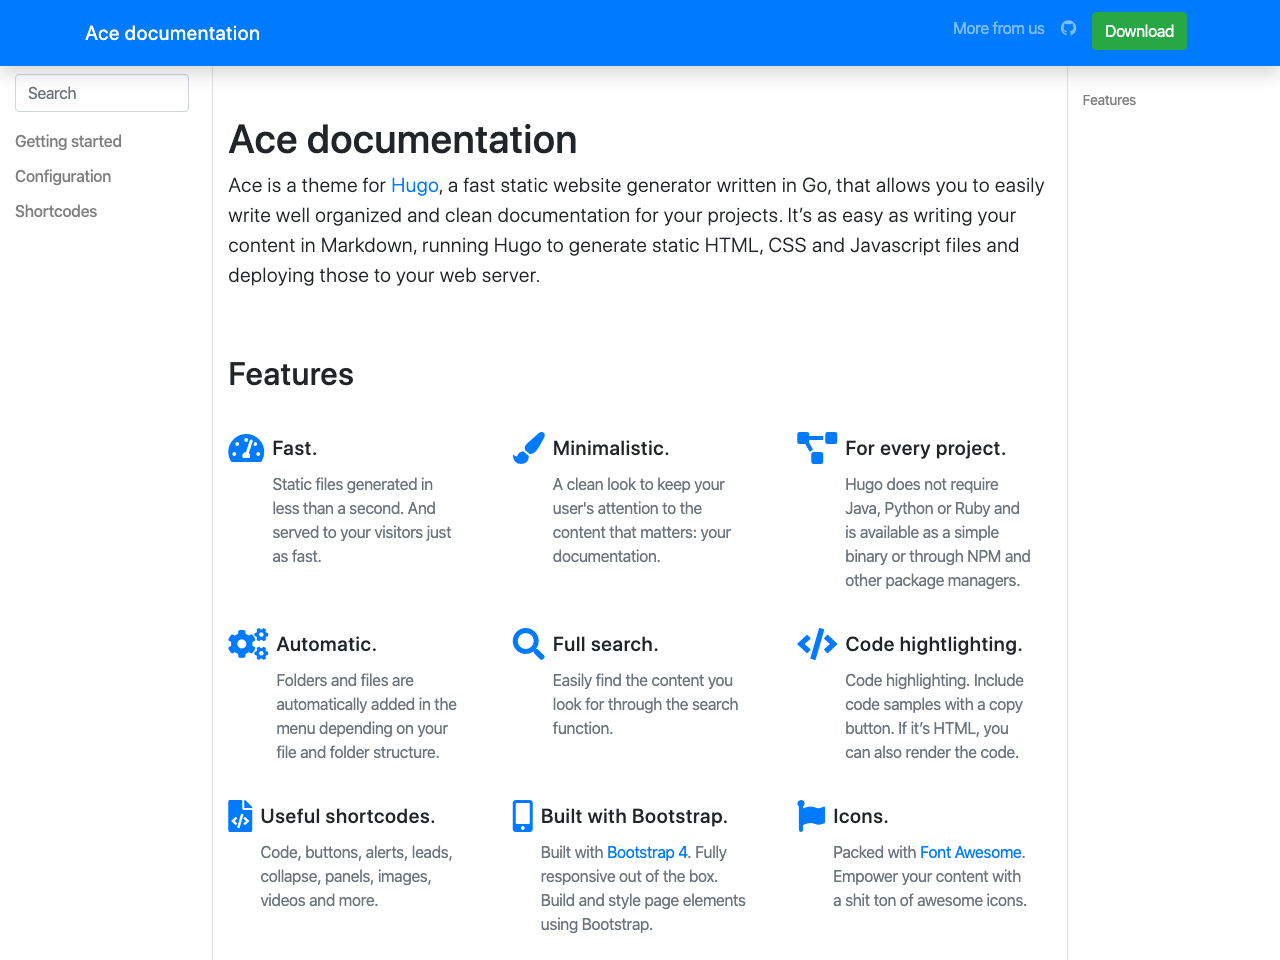 Ace documentation
More from us
Download
Search
Getting started
Configuration
Shortcodes
Ace documentation
Ace is a theme for Hugo, a fast static website generator written in Go, that allows you to easily
write well organized and clean documentation for your projects. It’s as easy as writing your
content in Markdown, running Hugo to generate static HTML, CSS and Javascript files and
deploying those to your web server.
Features
Fast.
Static files generated in
less than a second. And
served to your visitors just
as fast.
Minimalistic.
A clean look to keep your
user's attention to the
content that matters: your
documentation.
For every project.
Hugo does not require
Java, Python or Ruby and
is available as a simple
binary or through NPM and
other package managers.
Automatic.
Folders and files are
automatically added in the
menu depending on your
file and folder structure.
Full search.
Easily find the content you
look for through the search
function.
Code hightlighting.
Code highlighting. Include
code samples with a copy
button. If it’s HTML, you
can also render the code.
Useful shortcodes.
Code, buttons, alerts, leads,
collapse, panels, images,
videos and more.
Built with Bootstrap.
Built with Bootstrap 4. Fully
responsive out of the box.
Build and style page elements
using Bootstrap.
Icons.
Packed with Font Awesome.
Empower your content with
a shit ton of awesome icons.
Features